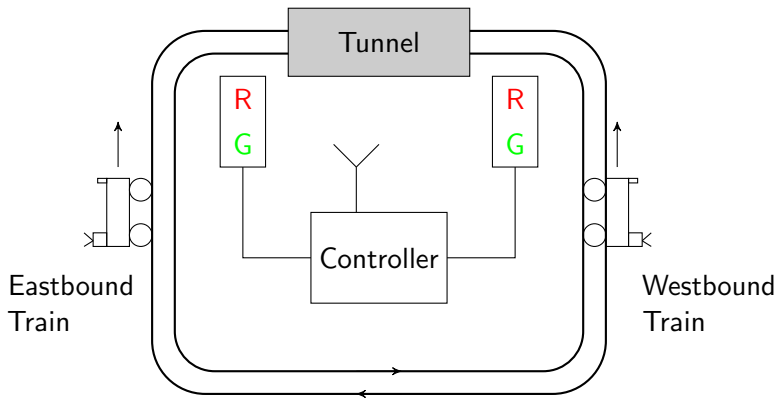 Tunnel
R
G
R
G
Controller
Eastbound
Train
Westbound
Train